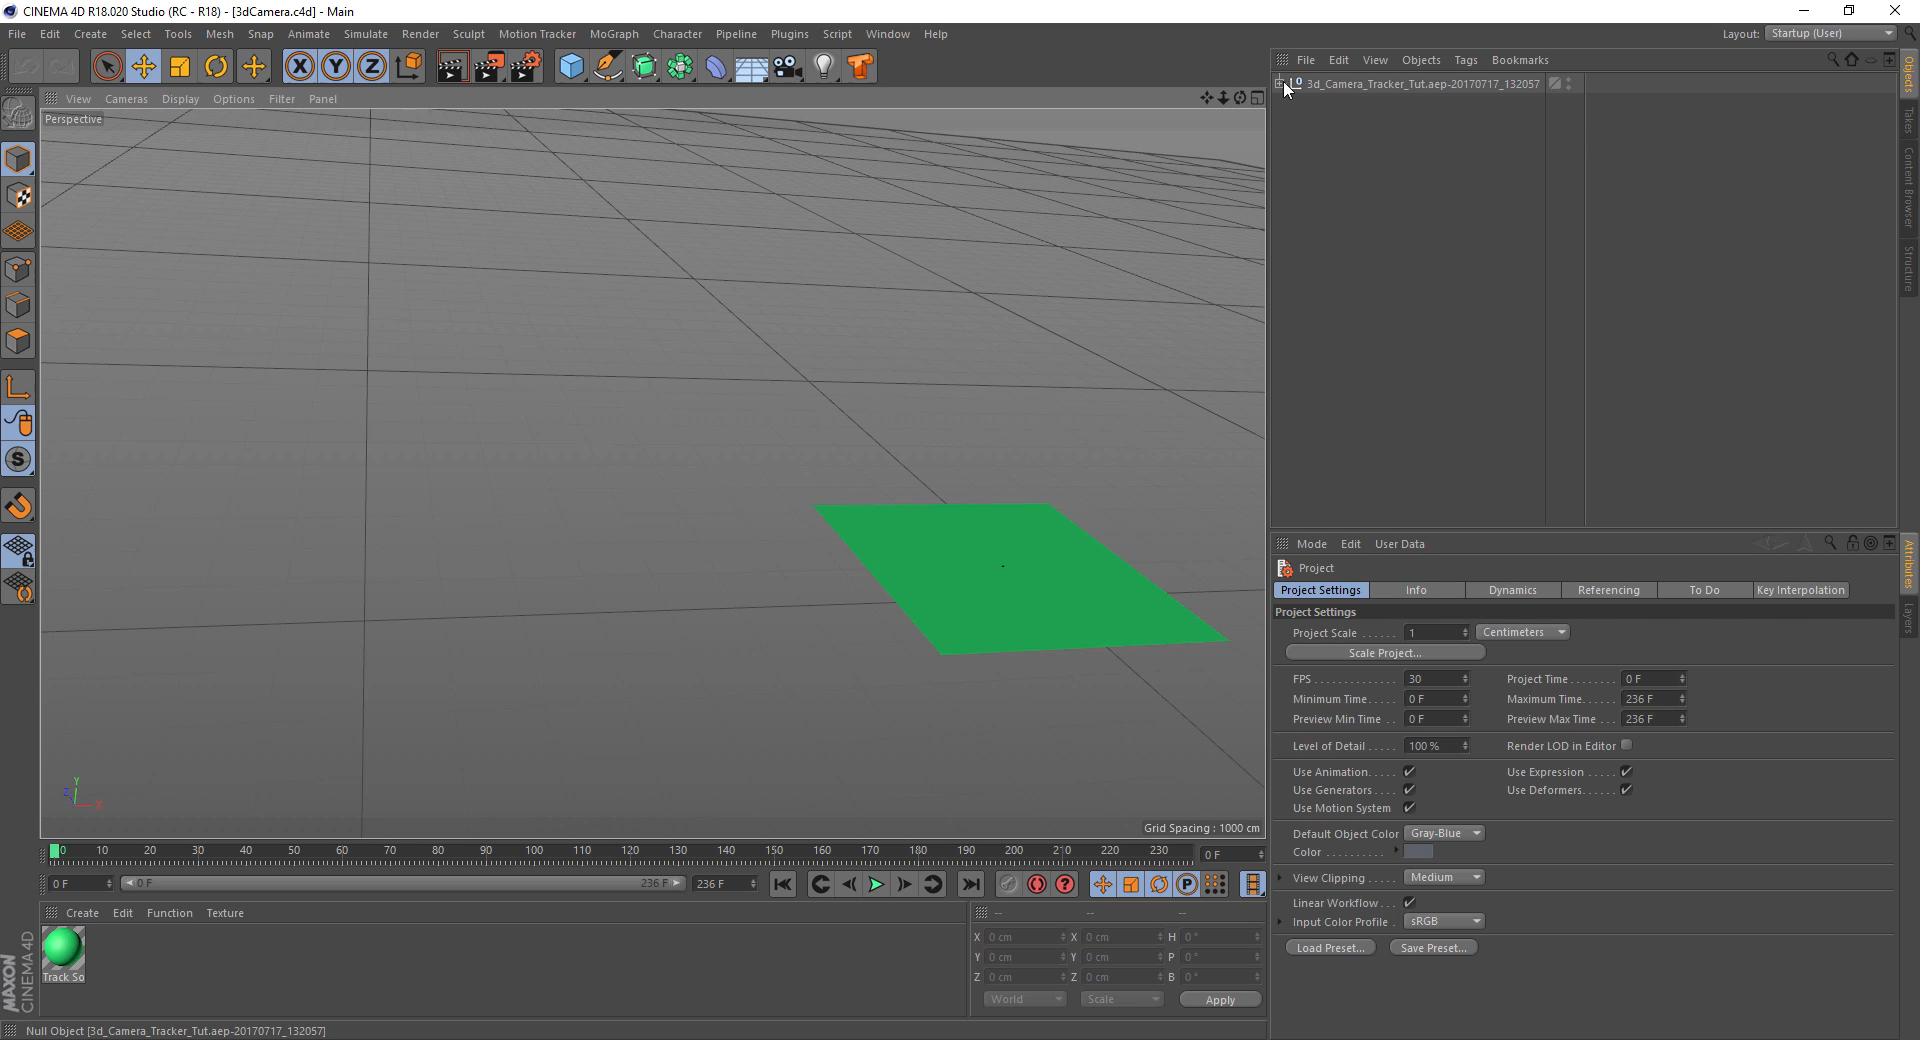 CINEMA 4D R18.020 Studio (RC - R18) - [3dCamera.c4d] - Main
File Edit Create Select Tools Mesh Snap Animate Simulate Render Sculpt Motion Tracker MoGraph Character Pipeline Plugins Script Window Help Layout: Startup (User)
File Edit View Objects Tags Bookmarks
3d_Camera_Tracker_Tut.aep-20170717_132057
View Cameras Display Options Filter Panel
Perspective
Grid Spacing : 1000 cm
Y
Z X
Objects
Takes
Content Browser
Structure
Mode Edit User Data
Project
Project Settings Info Dynamics Referencing To Do Key Interpolation
Project Settings
Project Scale ...... 1 Centimeters
Scale Project...
FPS 30 Project Time 0 F
Minimum Time 0 F Maximum Time 236 F
Preview Min Time 0 F Preview Max Time 236 F
Level of Detail 100 % Render LOD in Editor
Use Animation Use Expression
Use Generators Use Deformers
Use Motion System
Default Object Color Gray-Blue
Color
View Clipping Medium
Linear Workflow
Input Color Profile sRGB
Load Preset... Save Preset...
Attributes
Layers
0 10 20 30 40 50 60 70 80 90 100 110 120 130 140 150 160 170 180 190 200 210 220 230 0 F
0 F 0 F 236 F 236 F
Create Edit Function Texture
Track So
-- -- --
X 0 cm X 0 cm H 0 °
Y 0 cm Y 0 cm P 0 °
Z 0 cm Z 0 cm B 0 °
World Scale Apply
MAXON
CINEMA 4D
Null Object [3d_Camera_Tracker_Tut.aep-20170717_132057]